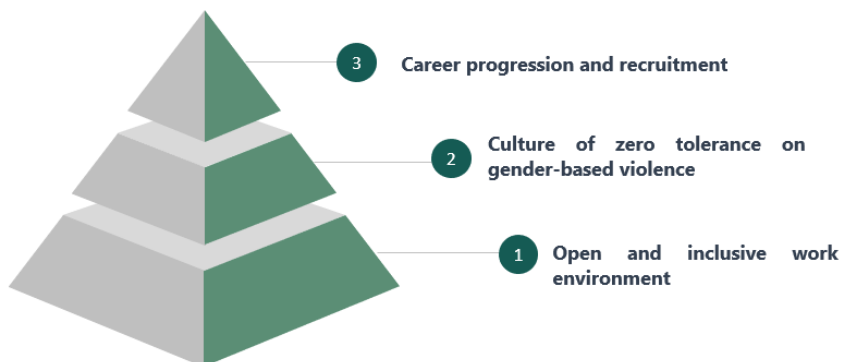 3 Career progression and recruitment
2 Culture of zero tolerance on
gender-based violence
1 Open and inclusive work
environment